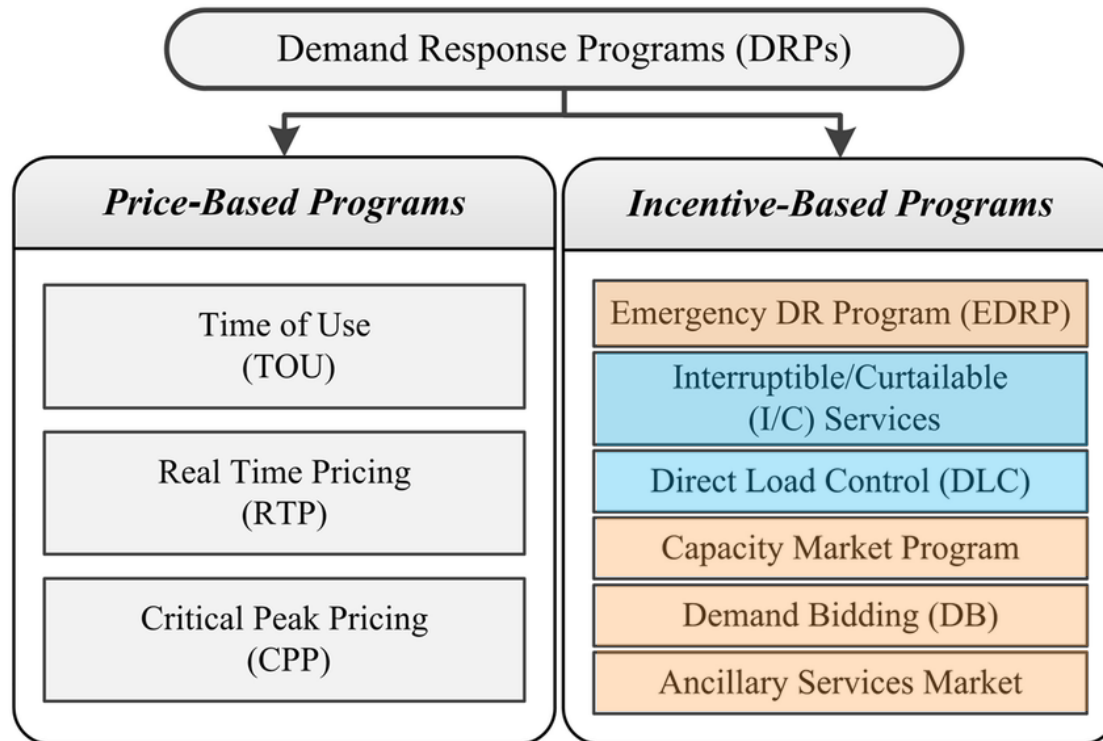 Demand Response Programs (DRPs)
Price-Based Programs
Time of Use
(TOU)
Real Time Pricing
(RTP)
Critical Peak Pricing
(CPP)
Incentive-Based Programs
Emergency DR Program (EDRP)
Interruptible/Curtailable
(I/C) Services
Direct Load Control (DLC)
Capacity Market Program
Demand Bidding (DB)
Ancillary Services Market